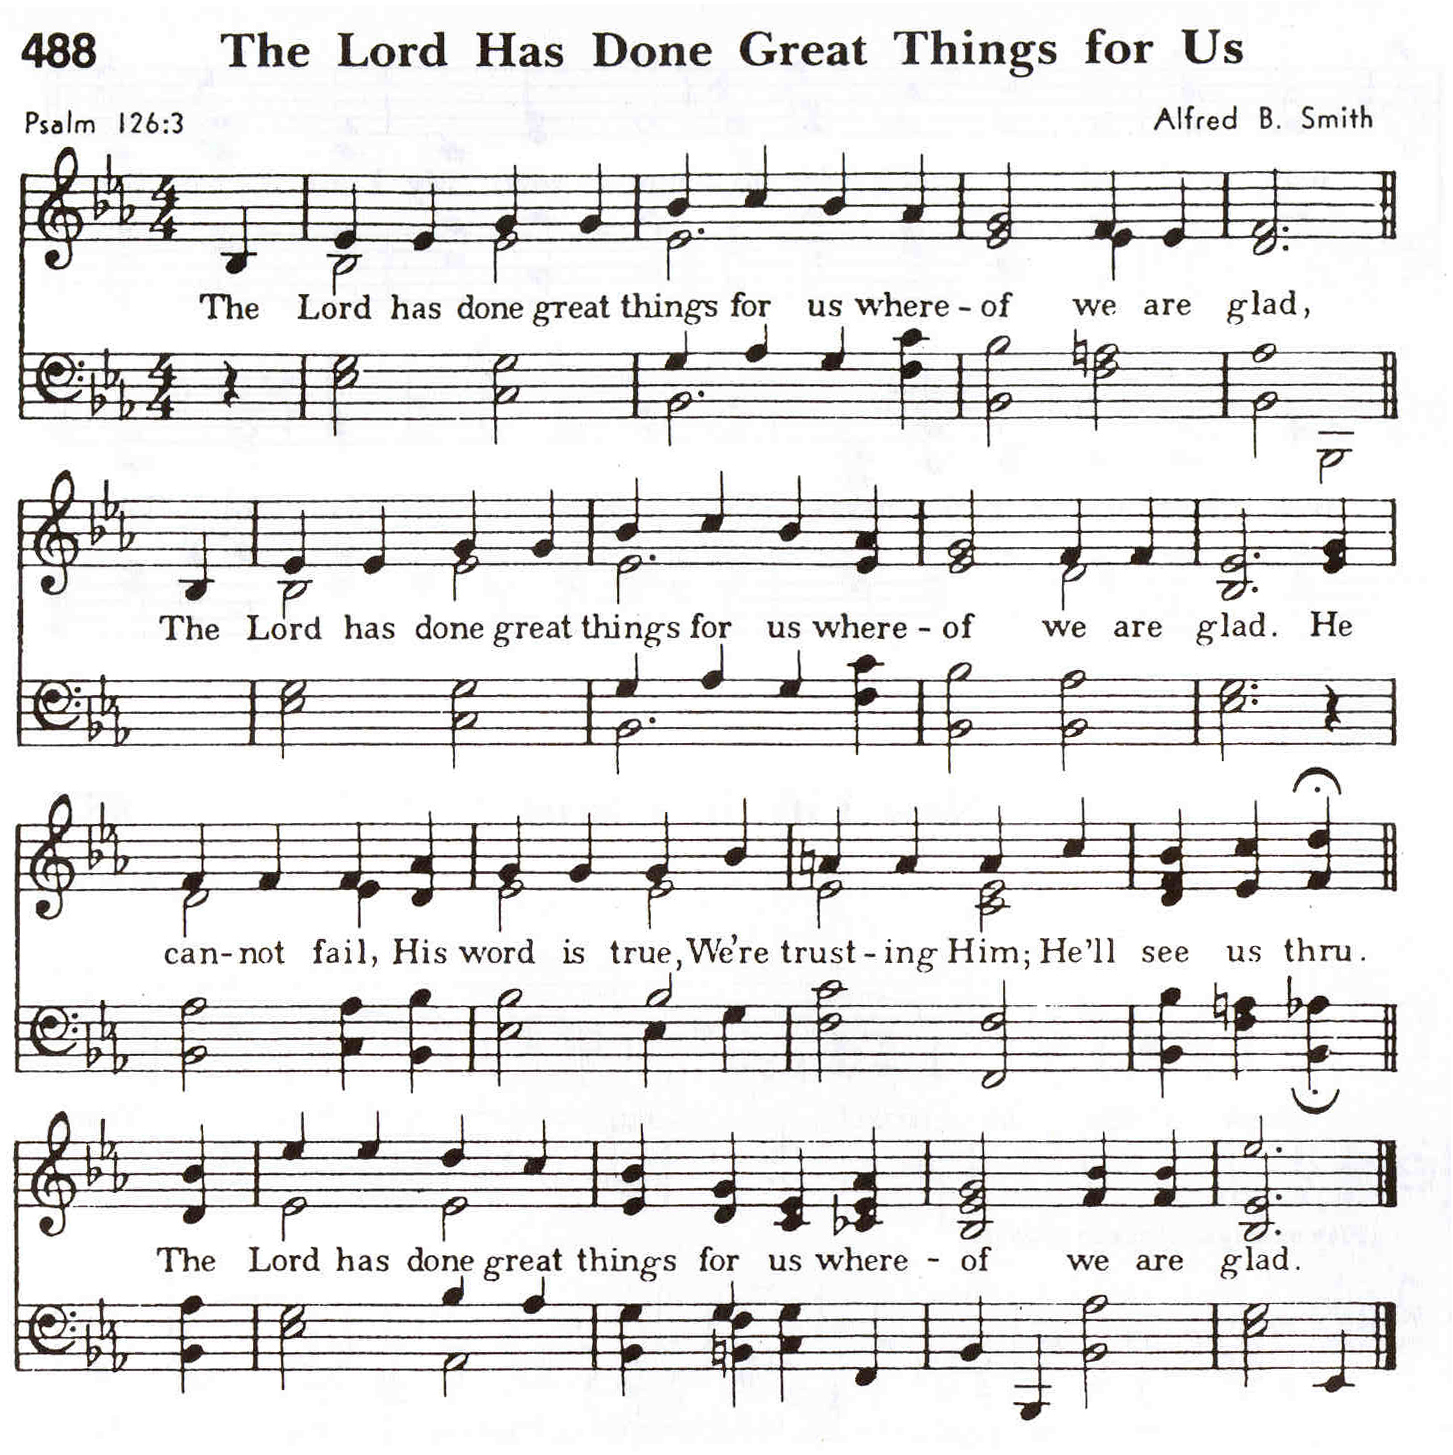 488 The Lord Has Done Great Things for Us
Psalm 126:3 Alfred B. Smith
The Lord has done great things for us where - of we are glad,
The Lord has done great things for us where - of we are glad. He
can-not fail, His word is true, We're trust - ing Him; He'll see us thru.
The Lord has done great things for us where - of we are glad.